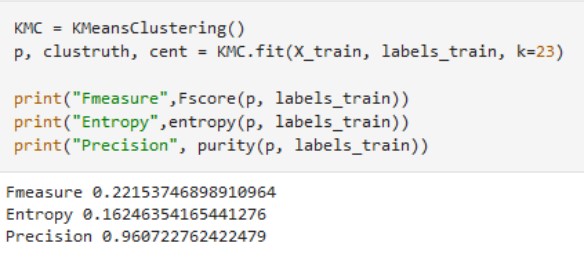 KMC = KMeansClustering()
p, clustruth, cent = KMC.fit(X_train, labels_train, k=23)
print("Fmeasure",Fscore(p, labels_train))
print("Entropy",entropy(p, labels_train))
print("Precision", purity(p, labels_train))
Fmeasure 0.22153746898910964
Entropy 0.16246354165441276
Precision 0.960722762422479